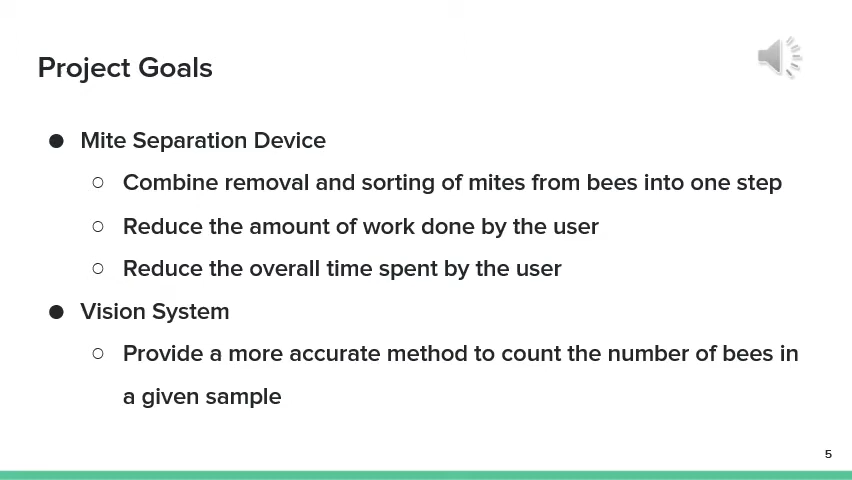 Project Goals
● Mite Separation Device
○ Combine removal and sorting of mites from bees into one step
○ Reduce the amount of work done by the user
○ Reduce the overall time spent by the user
● Vision System
○ Provide a more accurate method to count the number of bees in
a given sample
5